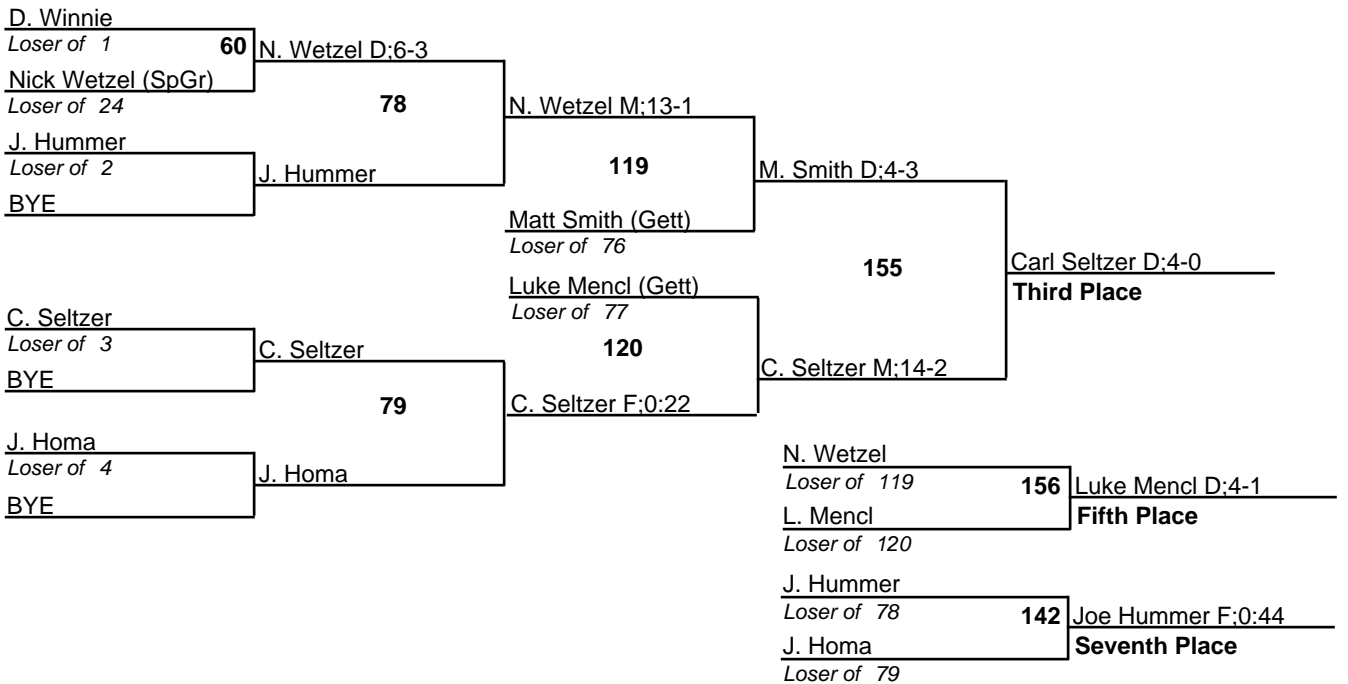 D. Winnie
Loser of 1
60
N. Wetzel D;6-3
Nick Wetzel (SpGr)
Loser of 24
78
N. Wetzel M;13-1
J. Hummer
Loser of 2
J. Hummer
BYE
119
M. Smith D;4-3
Matt Smith (Gett)
Loser of 76
155
Carl Seltzer D;4-0
Third Place
Luke Mencl (Gett)
Loser of 77
C. Seltzer
Loser of 3
C. Seltzer
BYE
120
C. Seltzer M;14-2
79
C. Seltzer F;0:22
J. Homa
Loser of 4
J. Homa
BYE
N. Wetzel
Loser of 119
156
Luke Mencl D;4-1
Fifth Place
L. Mencl
Loser of 120
J. Hummer
Loser of 78
142
Joe Hummer F;0:44
Seventh Place
J. Homa
Loser of 79